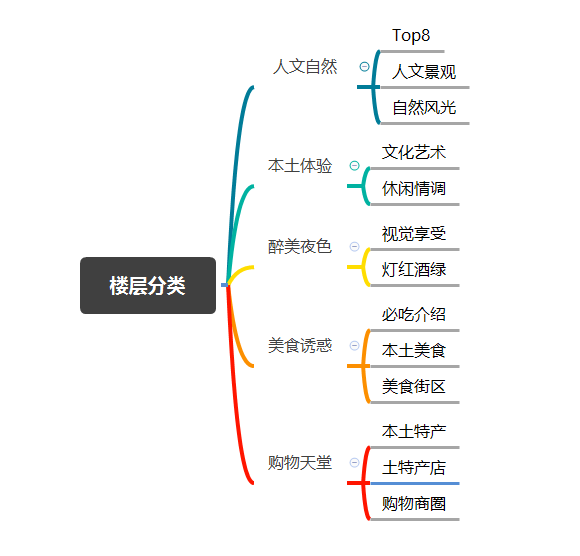 楼层分类
人文自然
Top8
人文景观
自然风光
本土体验
文化艺术
休闲情调
醉美夜色
视觉享受
灯红酒绿
美食诱惑
必吃介绍
本土美食
美食街区
购物天堂
本土特产
土特产店
购物商圈